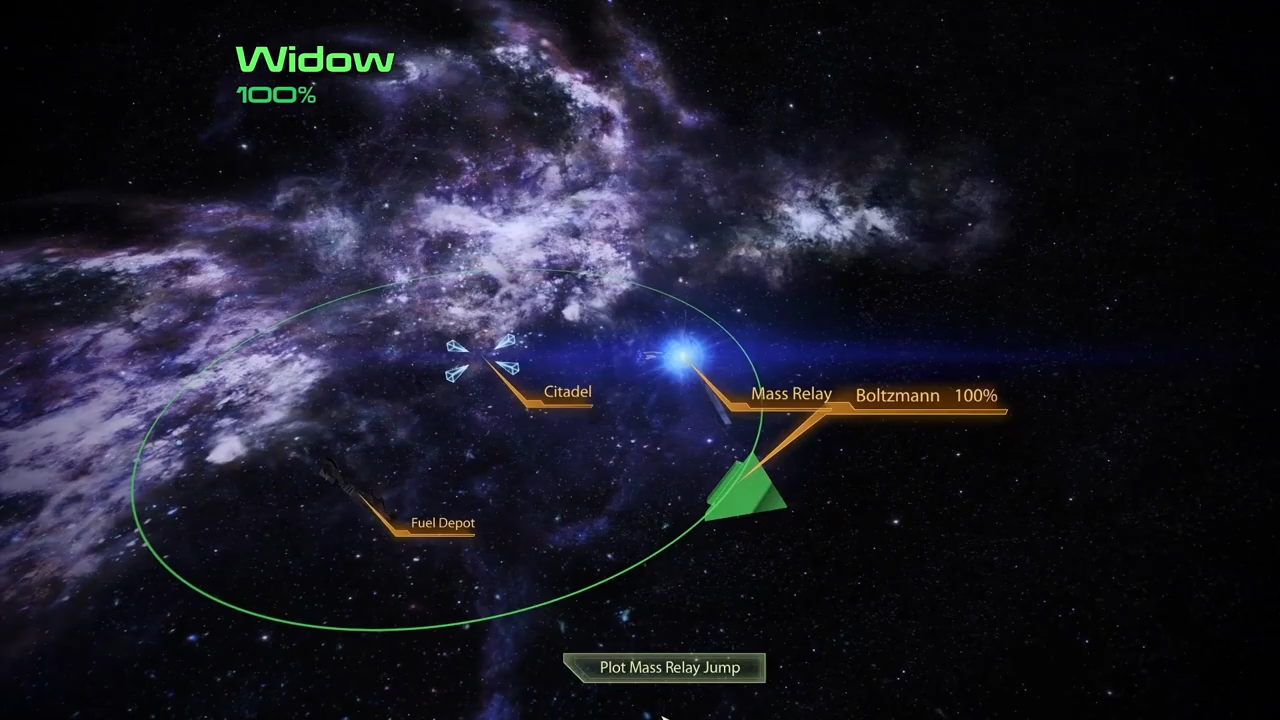 Widow
100%
Citadel
Mass Relay
Boltzmann 100%
Fuel Depot
Plot Mass Relay Jump